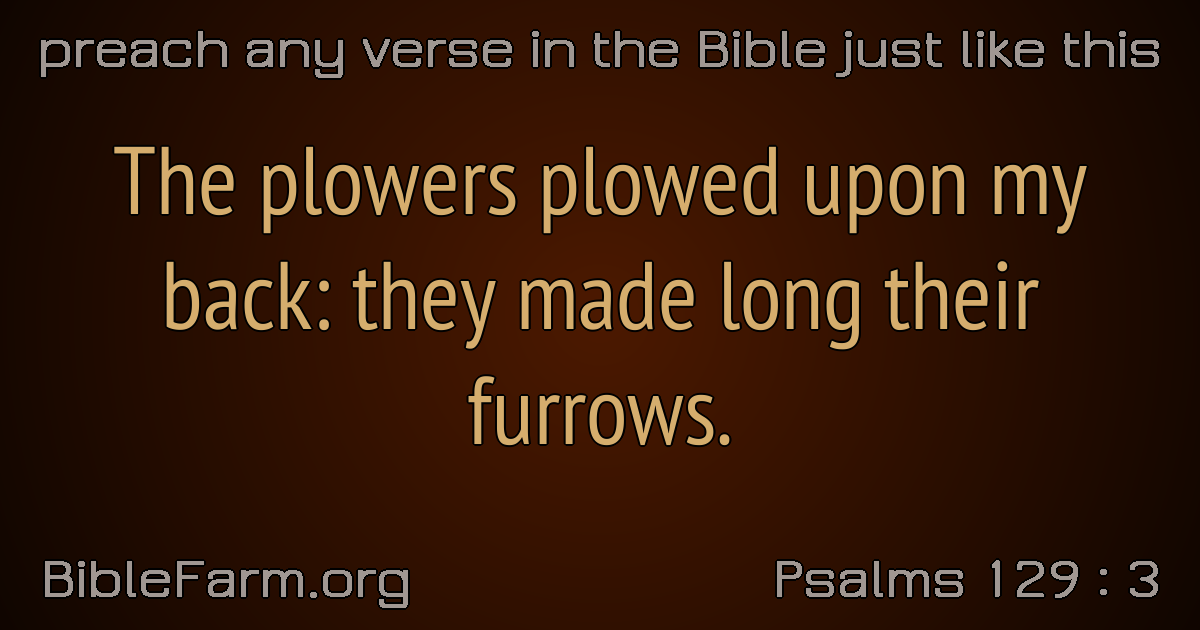 preach any verse in the Bible just like this
The plowers plowed upon my
back: they made long their
furrows.
BibleFarm.org
Psalms 129 : 3